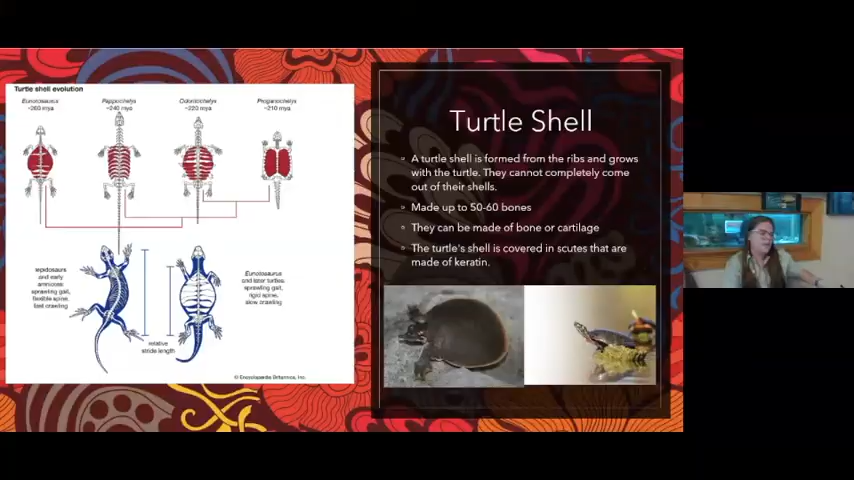 Turtle shell evolution
Eunotosaurus
~260 mya
Pappochelys
~240 mya
Odontochelys
~220 mya
Proganochelys
~210 mya
lepidosaurs
and early
amniotes:
sprawling gait,
flexible spine,
fast crawling
relative
stride length
Eunotosaurus
and later turtles:
sprawling gait,
rigid spine,
slow crawling
© Encyclopædia Britannica, Inc.
Turtle Shell
A turtle shell is formed from the ribs and grows
with the turtle. They cannot completely come
out of their shells.
Made up to 50-60 bones
They can be made of bone or cartilage
The turtle's shell is covered in scutes that are
made of keratin.